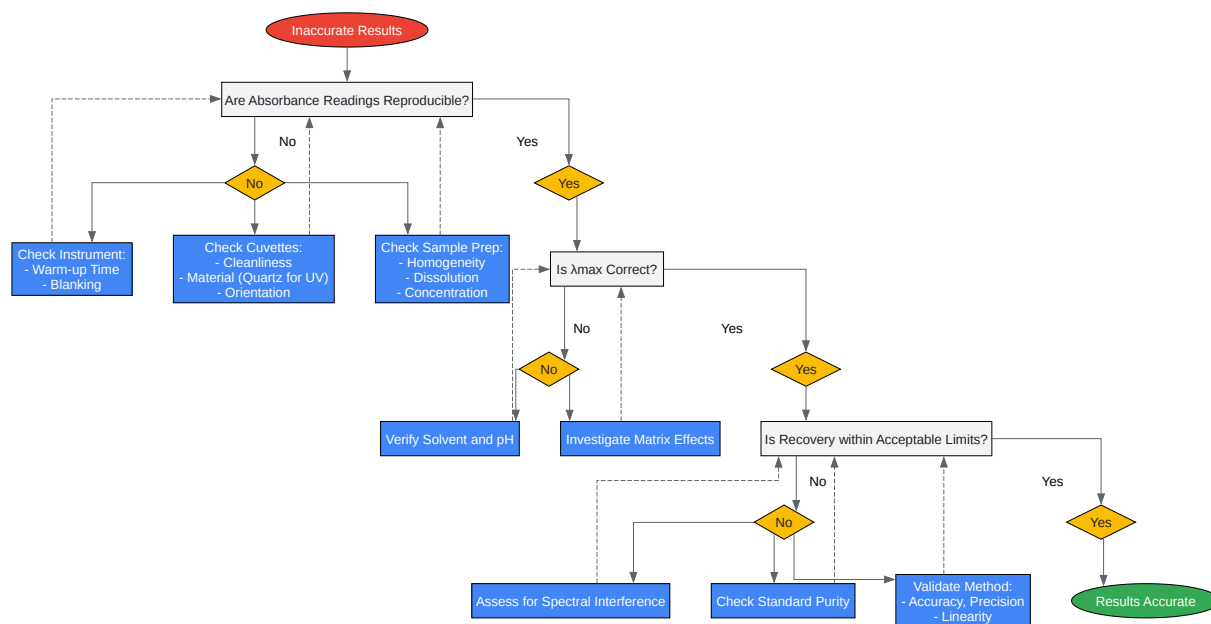 Inaccurate Results
Are Absorbance Readings Reproducible?
No
Yes
No
Yes
Check Instrument:
- Warm-up Time
- Blanking
Check Cuvettes:
- Cleanliness
- Material (Quartz for UV)
- Orientation
Check Sample Prep:
- Homogeneity
- Dissolution
- Concentration
Is λmax Correct?
No
Yes
No
Yes
Verify Solvent and pH
Investigate Matrix Effects
Is Recovery within Acceptable Limits?
No
Yes
No
Yes
Assess for Spectral Interference
Check Standard Purity
Validate Method:
- Accuracy, Precision
- Linearity
Results Accurate